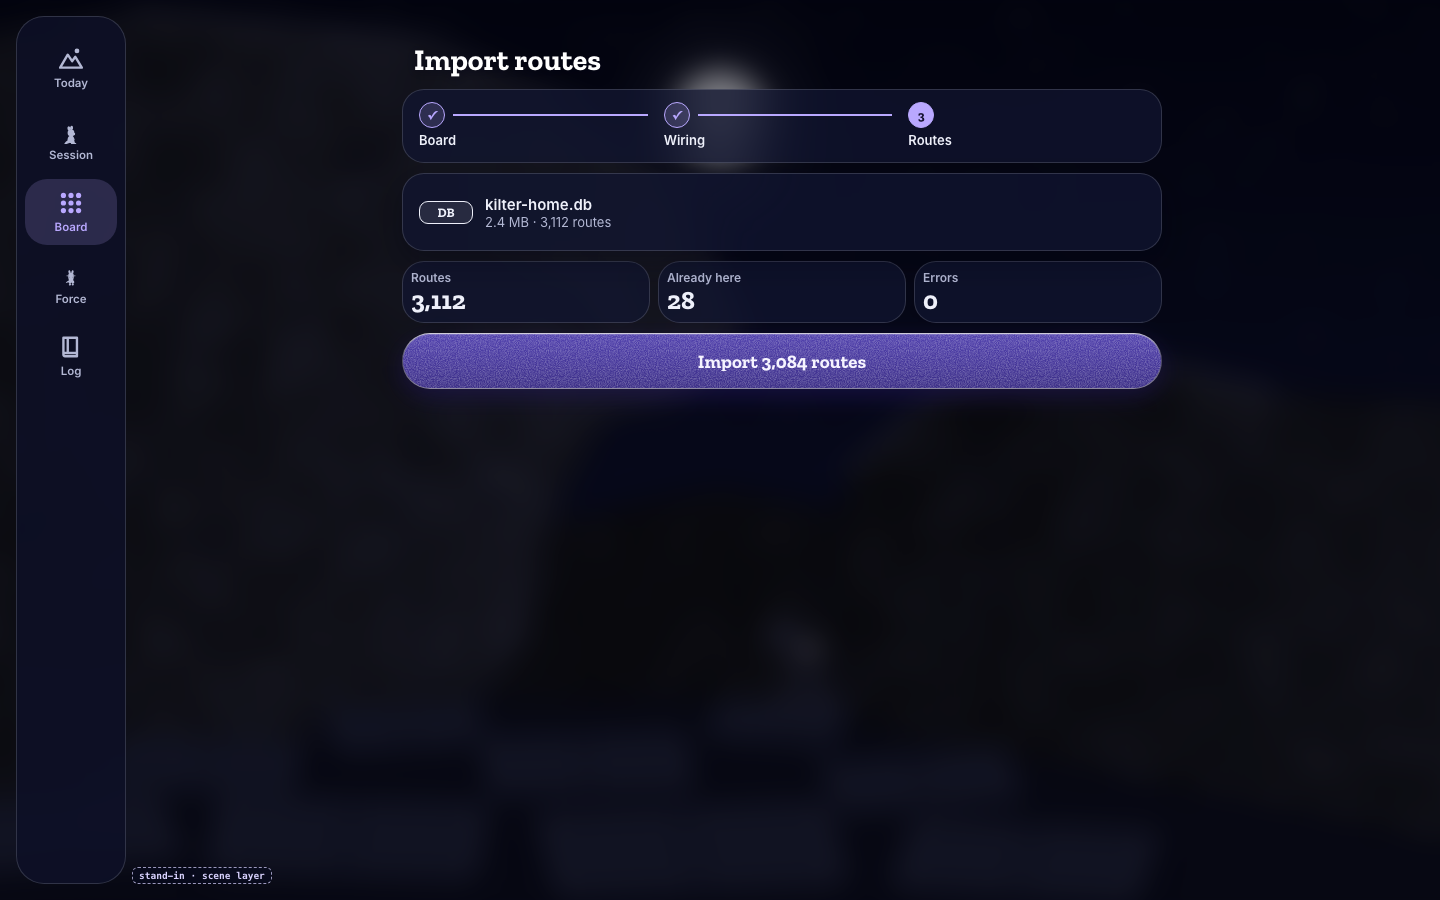 Today
Session
Board
Force
Log
Import routes
✓
✓
3
Board
Wiring
Routes
DB
kilter-home.db
2.4 MB · 3,112 routes
Routes
3,112
Already here
28
Errors
0
Import 3,084 routes
stand-in · scene layer